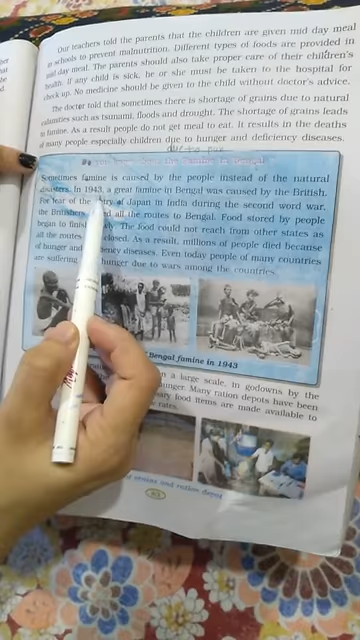 Our teachers told the parents that the children are given mid day meal
in schools to prevent malnutrition. Different types of foods are provided in
mid day meal. The parents should also take proper care of their children's
health. If any child is sick, he or she must be taken to the hospital for
check up. No medicine should be given to the child without doctor's advice.
The doctor told that sometimes there is shortage of grains due to natural
calamities such as tsunami, floods and drought. The shortage of grains leads
to famine. As a result people do not get meal to eat. It results in the deaths
of many people especially children due to hunger and deficiency diseases.
the Famine in Bengal
Sometimes famine is caused by the people instead of the natural
disasters. In 1943, a great famine in Bengal was caused by the British.
For fear of the of Japan in India during the second word war,
the Britishers all the routes to Bengal. Food stored by people
began to finish The food could not reach from other states as
all the routes closed. As a result, millions of people died because
of hunger and diseases. Even today people of many countries
are suffering hunger due to wars among the countries.
Bengal famine in 1943
on a large scale, in godowns by the
hunger. Many ration depots have been
food items are made available to
rates.
of grains and ration depot